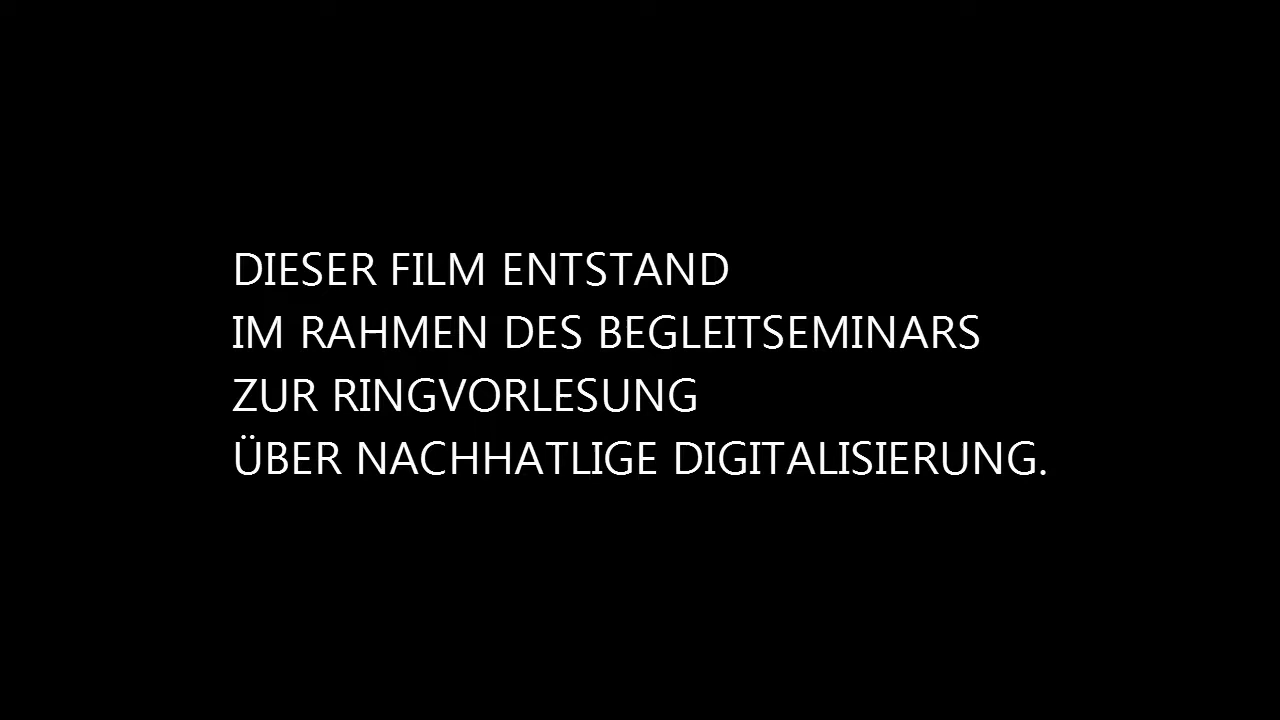 DIESER FILM ENTSTAND
IM RAHMEN DES BEGLEITSEMINARS
ZUR RINGVORLESUNG
ÜBER NACHHATLIGE DIGITALISIERUNG.